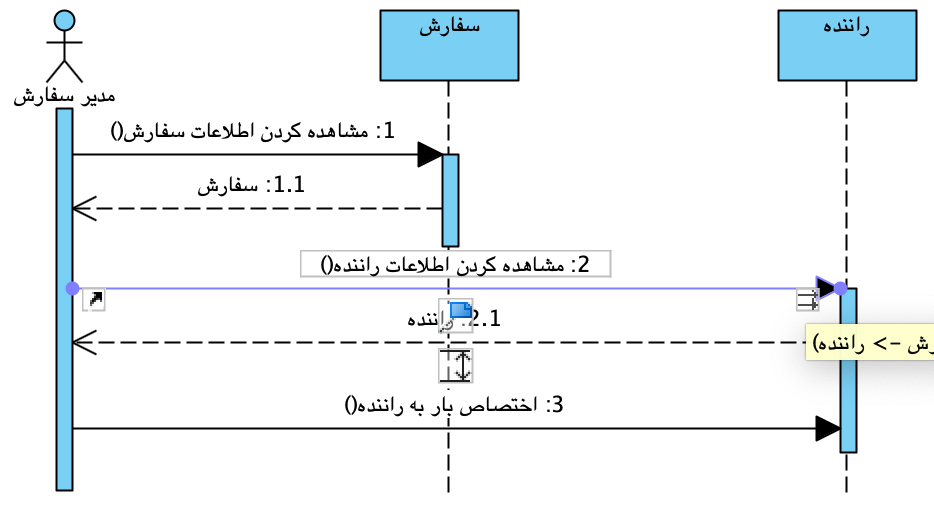 سفارش
راننده
مدیر سفارش
1: مشاهده کردن اطلاعات سفارش()
1.1: سفارش
2: مشاهده کردن اطلاعات راننده()
2.1: راننده
رش -> راننده)
3: اختصاص بار به راننده()